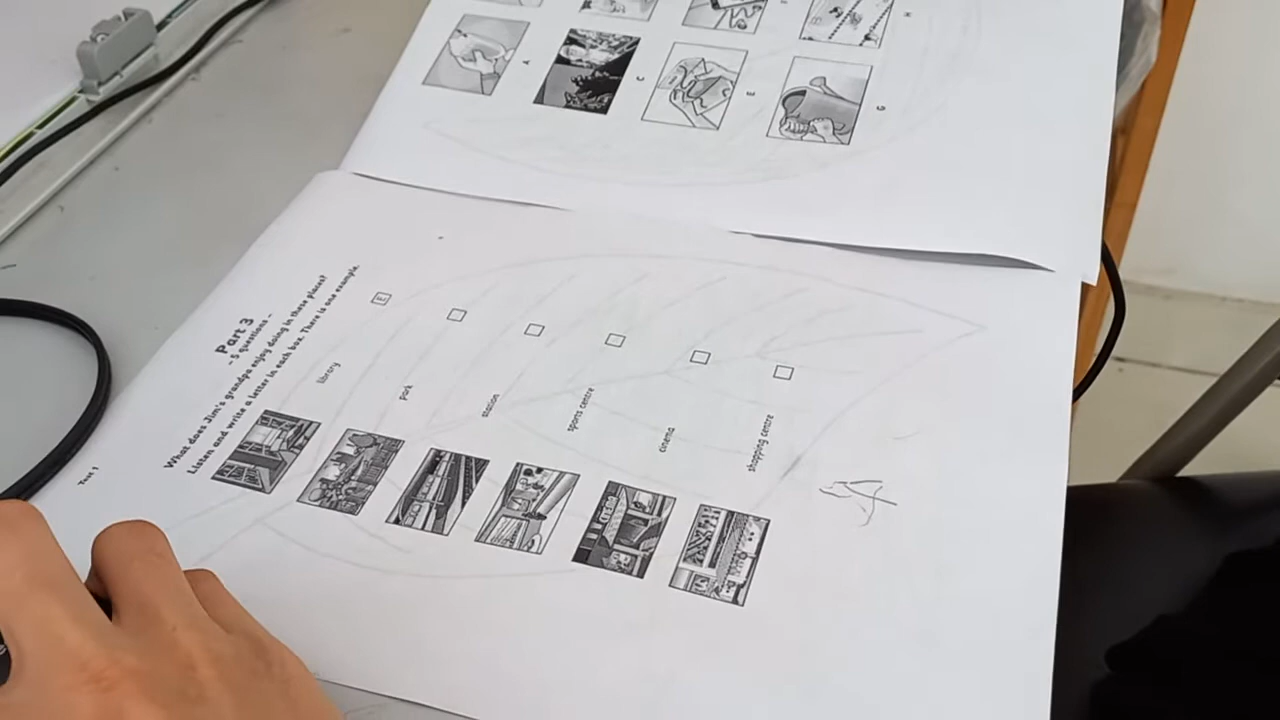 Test 1
Part 3
- 5 questions -
What does Jim's grandpa enjoy doing in these places?
Listen and write a letter in each box. There is one example.
library
E
park
station
sports centre
cinema
shopping centre
A
C
E
G
H